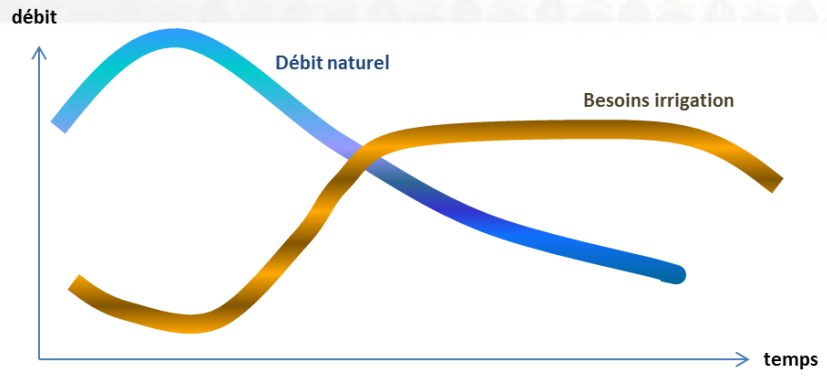 débit
Débit naturel
Besoins irrigation
temps